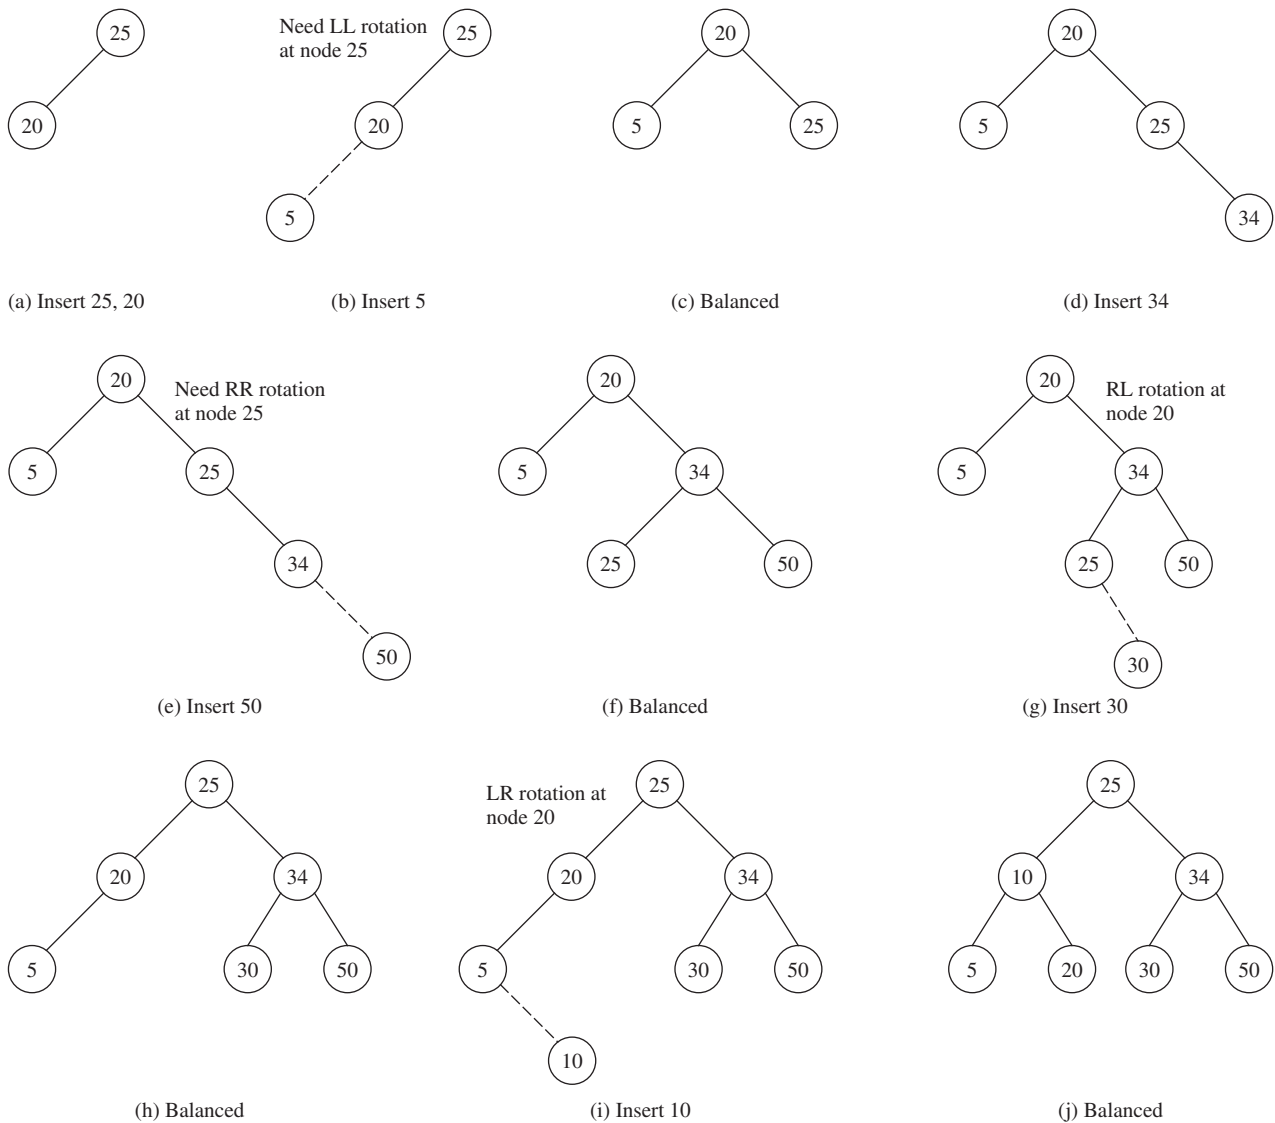 25
20
Need LL rotation
at node 25
25
20
5
20
5
25
20
5
25
34
(a) Insert 25, 20
(b) Insert 5
(c) Balanced
(d) Insert 34
20
Need RR rotation
at node 25
5
25
34
50
20
5
34
25
50
20
RL rotation at
node 20
5
34
25
50
30
(e) Insert 50
(f) Balanced
(g) Insert 30
25
20
34
5
30
50
LR rotation at
node 20
25
20
34
5
30
50
10
25
10
34
5
20
30
50
(h) Balanced
(i) Insert 10
(j) Balanced